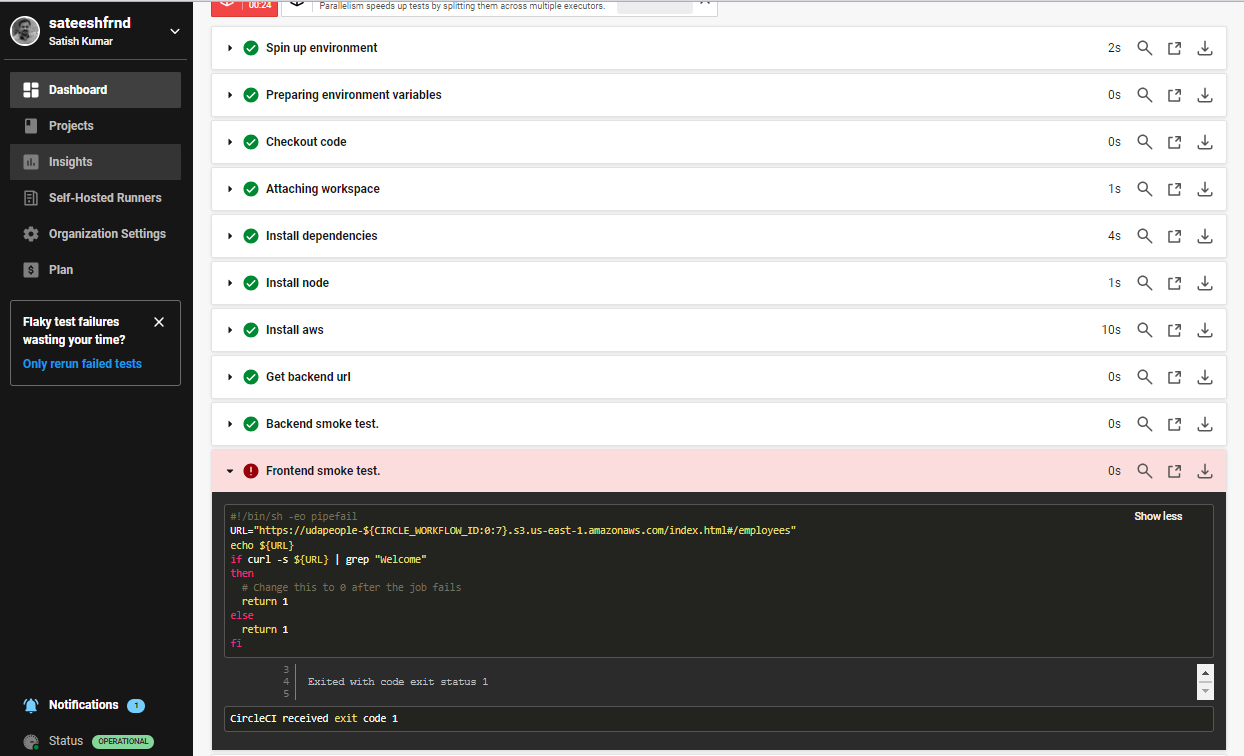 sateeshfrnd
Satish Kumar
Dashboard
Projects
Insights
Self-Hosted Runners
Organization Settings
Plan
Flaky test failures
wasting your time?
Only rerun failed tests
Notifications 1
Status OPERATIONAL
00:24
Parallelism speeds up tests by splitting them across multiple executors.
Spin up environment 2s
Preparing environment variables 0s
Checkout code 0s
Attaching workspace 1s
Install dependencies 4s
Install node 1s
Install aws 10s
Get backend url 0s
Backend smoke test. 0s
Frontend smoke test. 0s
#!/bin/sh -eo pipefail
Show less
URL="https://udapeople-${CIRCLE_WORKFLOW_ID:0:7}.s3.us-east-1.amazonaws.com/index.html#/employees"
echo ${URL}
if curl -s ${URL} | grep "Welcome"
then
# Change this to 0 after the job fails
return 1
else
return 1
fi
3
4 Exited with code exit status 1
5
CircleCI received exit code 1